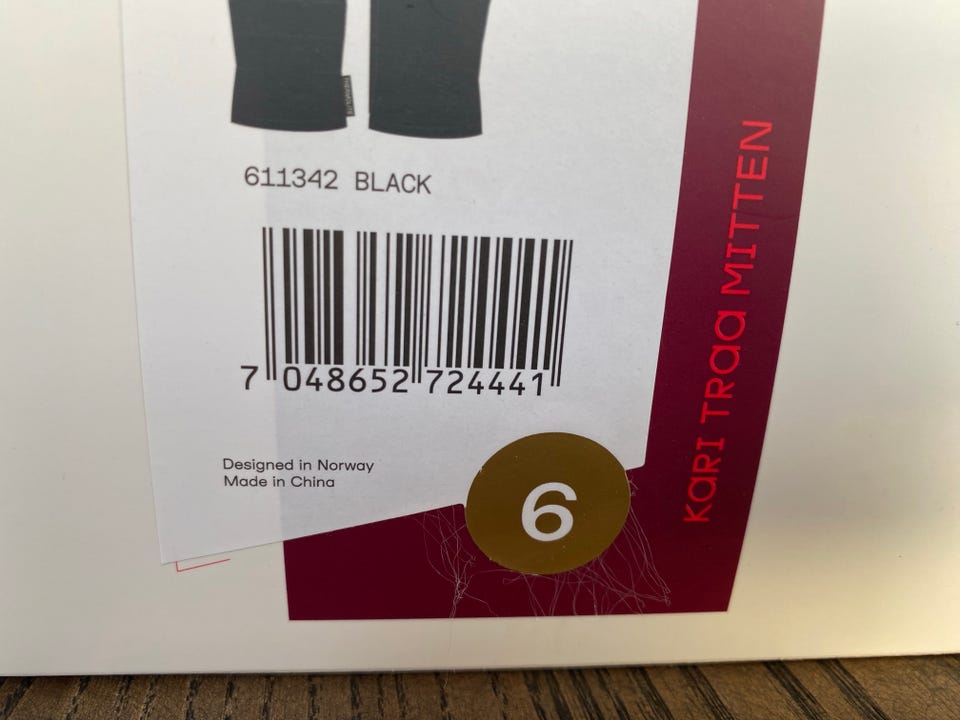 611342 BLACK
7 048652 724441
Designed in Norway
Made in China
6
KARI TRAA MITTEN